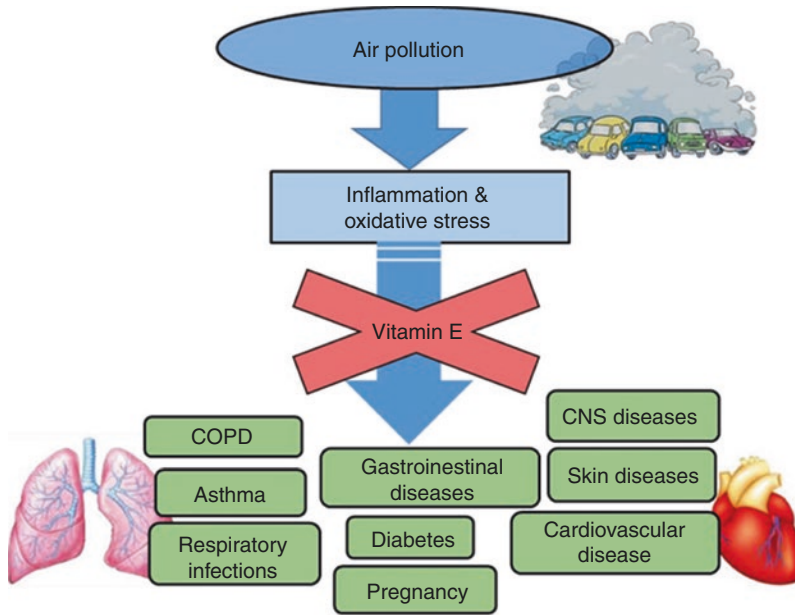 Air pollution
Inflammation &
oxidative stress
Vitamin E
COPD
Asthma
Respiratory
infections
Gastroinestinal
diseases
Diabetes
Pregnancy
CNS diseases
Skin diseases
Cardiovascular
disease